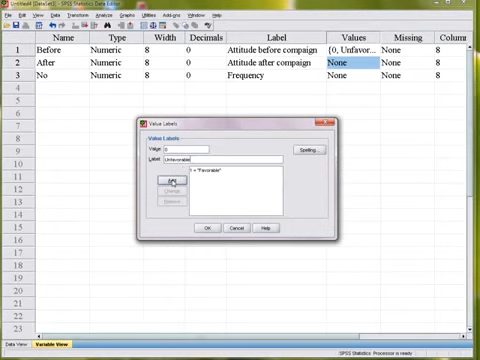 Untitled4 [DataSet3] - SPSS Statistics Data Editor
File Edit View Data Transform Analyze Graphs Utilities Add-ons Window Help
Name Type Width Decimals Label Values Missing Column
1 Before Numeric 8 0 Attitude before compaign {0, Unfavor... None 8
2 After Numeric 8 0 Attitude after compaign None None 8
3 No Numeric 8 0 Frequency None None 8
4
5
6
7
8
9
10
11
12
13
14
15
16
17
18
19
20
21
22
23
Value Labels
Value Labels
Value: 0
Spelling...
Label: Unfavorable
1 = "Favorable"
Add
Change
Remove
OK Cancel Help
Data View Variable View
SPSS Statistics Processor is ready